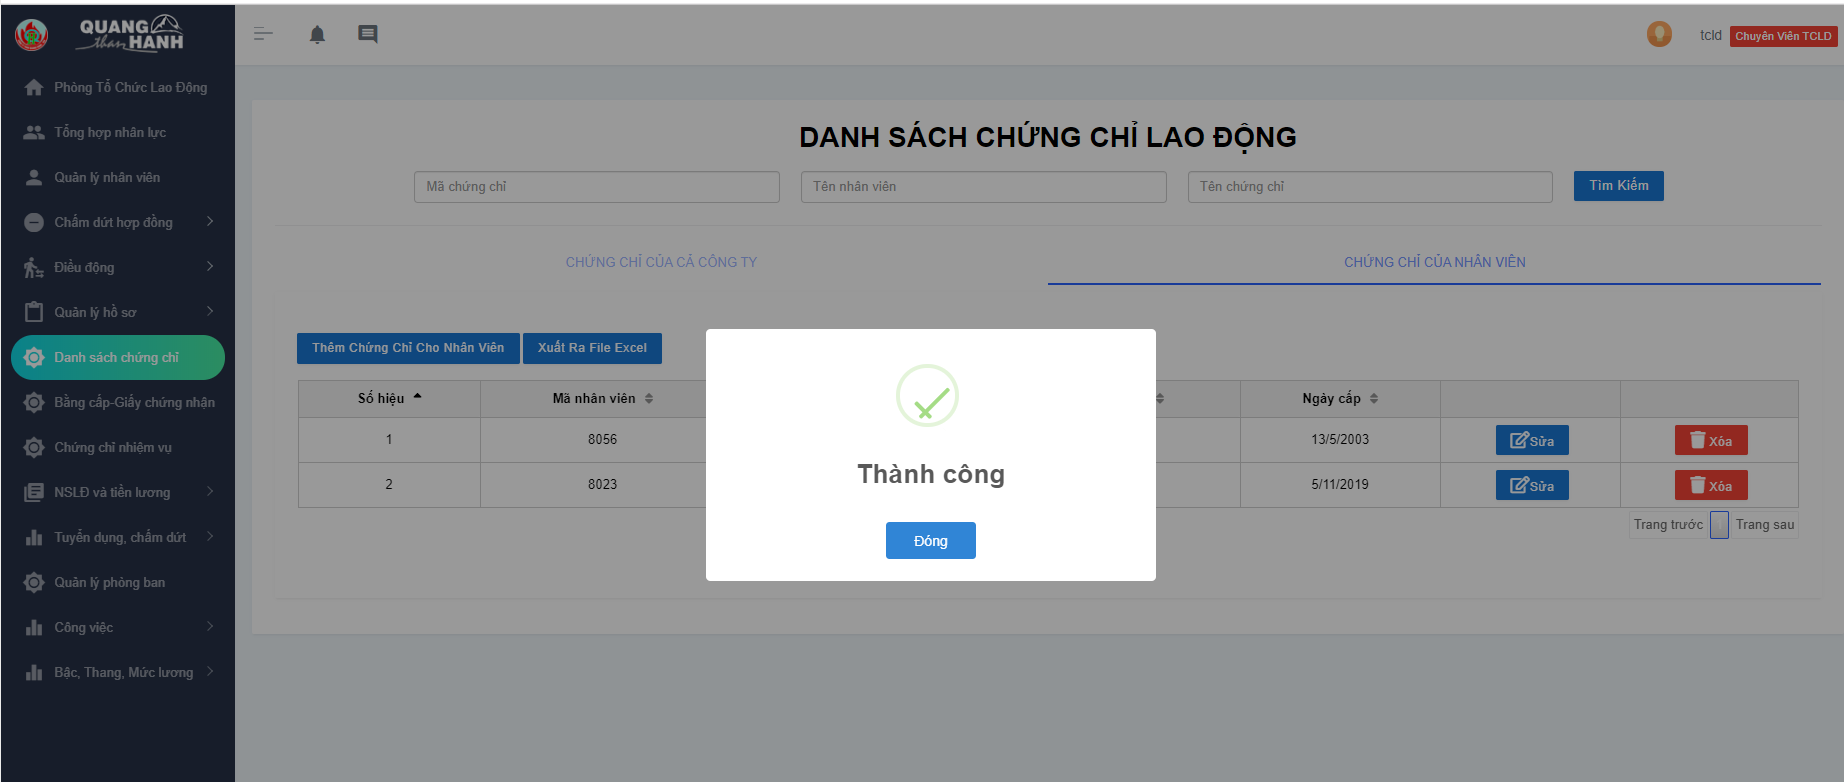 QUANG
than HANH
tcld
Chuyên Viên TCLD
Phòng Tổ Chức Lao Động
Tổng hợp nhân lực
Quản lý nhân viên
Chấm dứt hợp đồng
Điều động
Quản lý hồ sơ
Danh sách chứng chỉ
Bằng cấp-Giấy chứng nhận
Chứng chỉ nhiệm vụ
NSLĐ và tiền lương
Tuyển dụng, chấm dứt
Quản lý phòng ban
Công việc
Bậc, Thang, Mức lương
DANH SÁCH CHỨNG CHỈ LAO ĐỘNG
Mã chứng chỉ
Tên nhân viên
Tên chứng chỉ
Tìm Kiếm
CHỨNG CHỈ CỦA CẢ CÔNG TY
CHỨNG CHỈ CỦA NHÂN VIÊN
Thêm Chứng Chỉ Cho Nhân Viên
Xuất Ra File Excel
Số hiệu Mã nhân viên Ngày cấp
1 8056 13/5/2003 Sửa Xóa
2 8023 5/11/2019 Sửa Xóa
Trang trước Trang sau
Thành công
Đóng